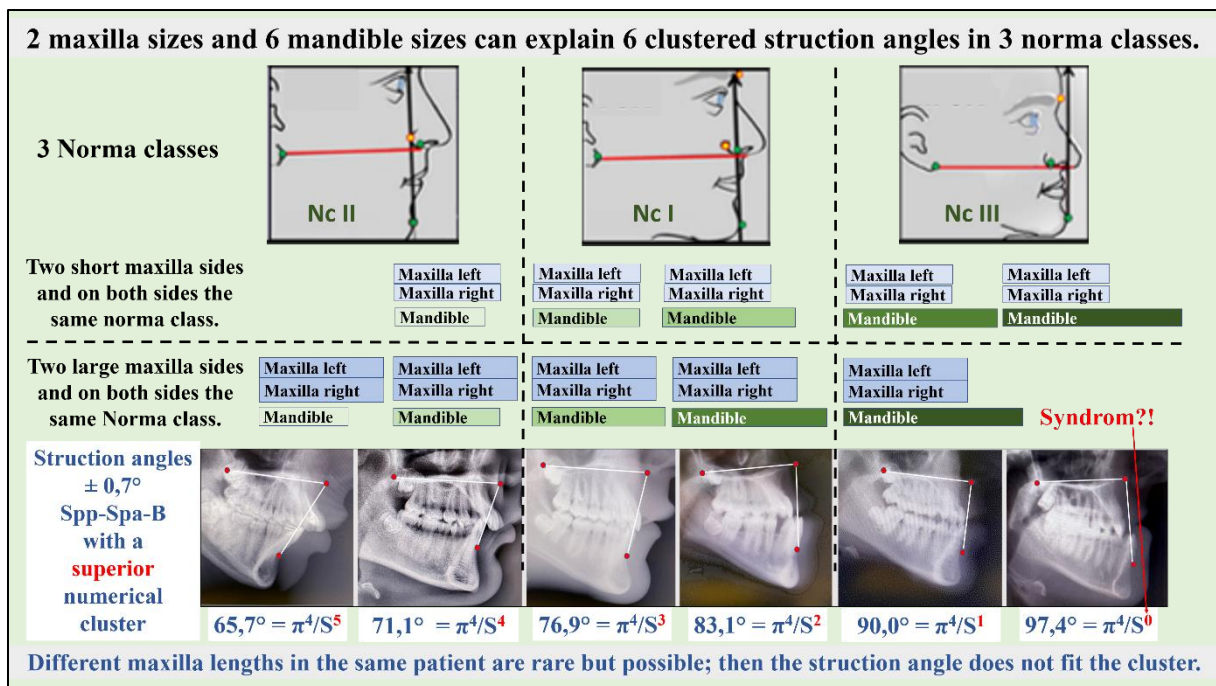 2 maxilla sizes and 6 mandible sizes can explain 6 clustered struction angles in 3 norma classes.
3 Norma classes
Nc II
Nc I
Nc III
Two short maxilla sides
and on both sides the
same norma class.
Maxilla left
Maxilla right
Mandible
Maxilla left
Maxilla right
Mandible
Maxilla left
Maxilla right
Mandible
Maxilla left
Maxilla right
Mandible
Maxilla left
Maxilla right
Mandible
Two large maxilla sides
and on both sides the
same Norma class.
Maxilla left
Maxilla right
Mandible
Maxilla left
Maxilla right
Mandible
Maxilla left
Maxilla right
Mandible
Maxilla left
Maxilla right
Mandible
Maxilla left
Maxilla right
Mandible
Syndrom?!
Struction angles
± 0,7°
Spp-Spa-B
with a
superior
numerical
cluster
65,7° = π⁴/S⁵
71,1° = π⁴/S⁴
76,9° = π⁴/S³
83,1° = π⁴/S²
90,0° = π⁴/S¹
97,4° = π⁴/S⁰
Different maxilla lengths in the same patient are rare but possible; then the struction angle does not fit the cluster.